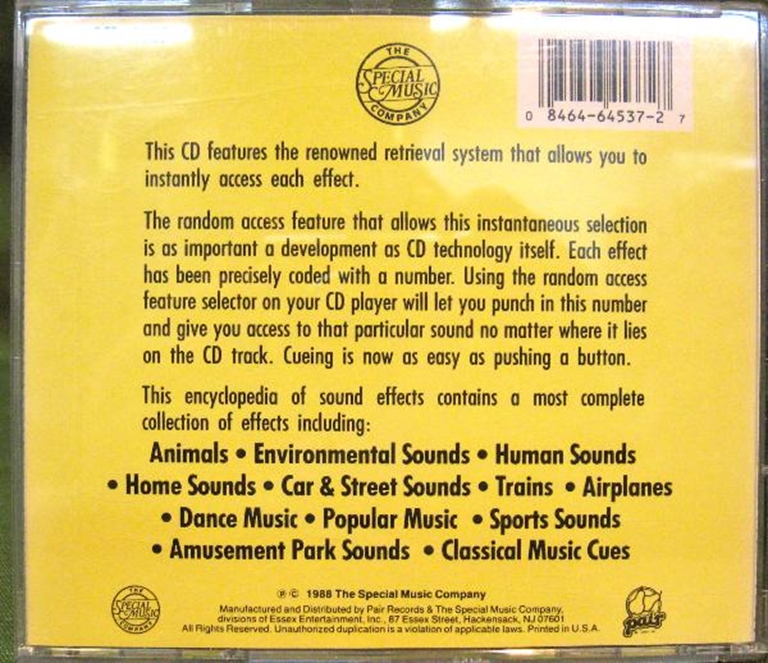 THE
SPECIAL
MUSIC
COMPANY
0 8464-64537-2 7
This CD features the renowned retrieval system that allows you to
instantly access each effect.
The random access feature that allows this instantaneous selection
is as important a development as CD technology itself. Each effect
has been precisely coded with a number. Using the random access
feature selector on your CD player will let you punch in this number
and give you access to that particular sound no matter where it lies
on the CD track. Cueing is now as easy as pushing a button.
This encyclopedia of sound effects contains a most complete
collection of effects including:
Animals • Environmental Sounds • Human Sounds
• Home Sounds • Car & Street Sounds • Trains • Airplanes
• Dance Music • Popular Music • Sports Sounds
• Amusement Park Sounds • Classical Music Cues
THE
SPECIAL
MUSIC
COMPANY
℗ © 1988 The Special Music Company
Manufactured and Distributed by Pair Records & The Special Music Company,
divisions of Essex Entertainment, Inc., 87 Essex Street, Hackensack, NJ 07601
All Rights Reserved. Unauthorized duplication is a violation of applicable laws. Printed in U.S.A.
pair